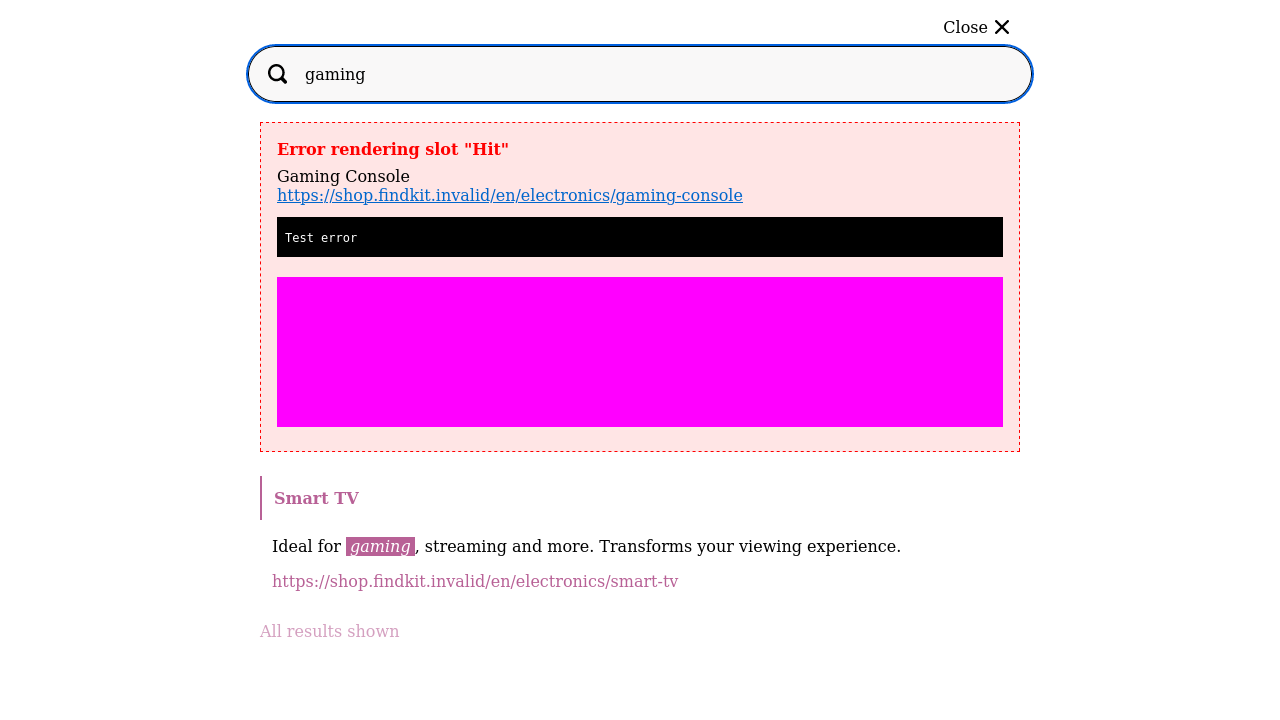 Close
gaming
Error rendering slot "Hit"
Gaming Console
https://shop.findkit.invalid/en/electronics/gaming-console
Test error
Smart TV
Ideal for gaming, streaming and more. Transforms your viewing experience.
https://shop.findkit.invalid/en/electronics/smart-tv
All results shown